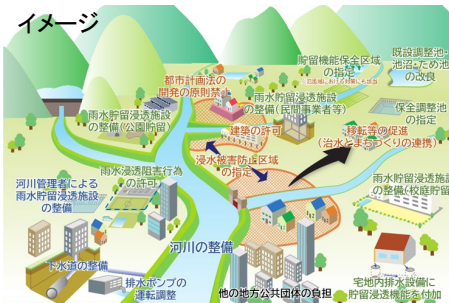 イメージ
都市計画法の
開発の原則禁止
貯留機能保全区域
の指定
既設調整池・
池沼・ため池
の改良
雨水貯留浸透施設
の整備(公園貯留)
雨水貯留浸透施設
の整備(民間事業者等)
保全調整池
の指定
建築の許可
移転等の促進
(治水とまちづくりの連携)
浸水被害防止区域
の指定
雨水浸透阻害行為
の許可
河川管理者による
雨水貯留浸透施設
の整備
雨水貯留浸透施設
の整備(校庭貯留)
河川の整備
下水道の整備
排水ポンプの
運転調整
他の地方公共団体の負担
宅地内排水設備に
貯留浸透機能を付加